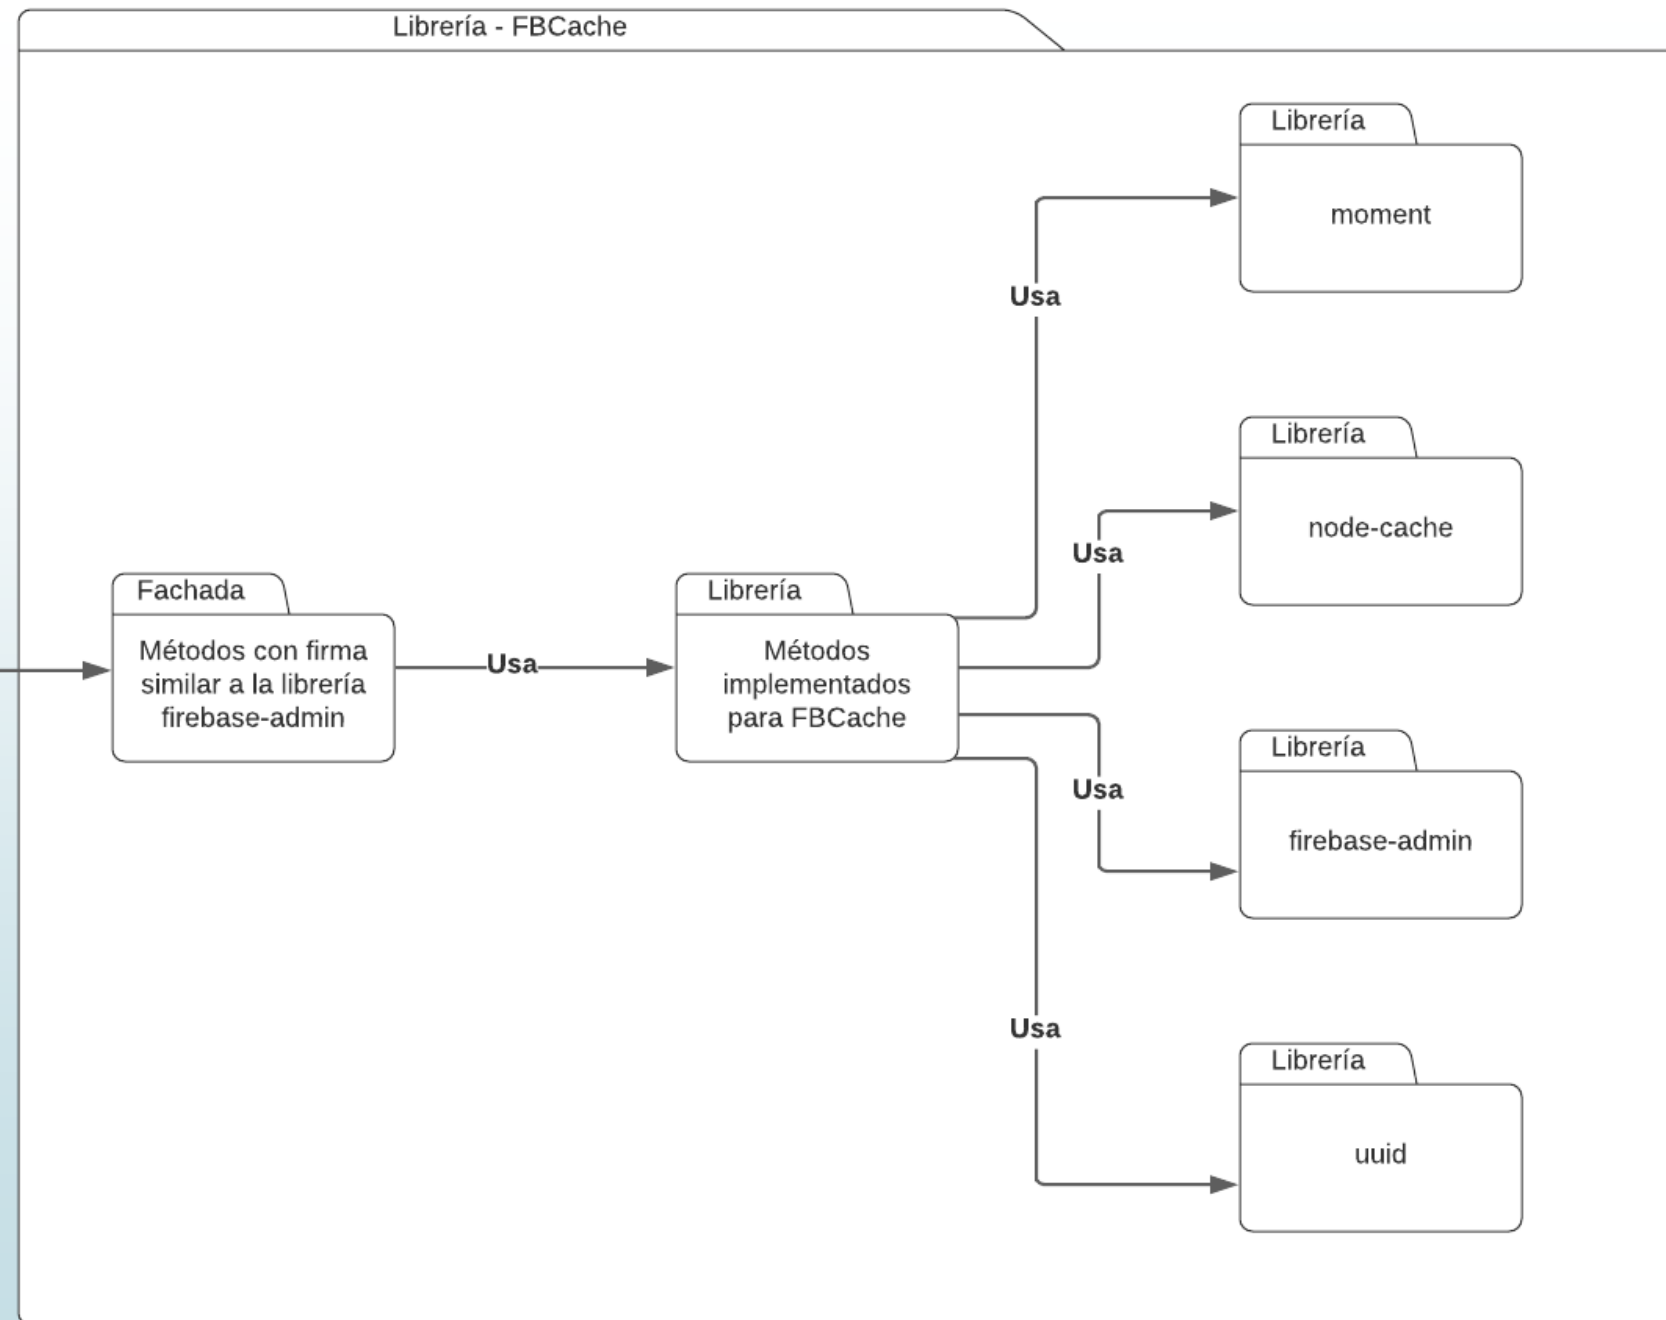 Librería - FBCache
Librería
moment
Usa
Librería
node-cache
Usa
Fachada
Métodos con firma
similar a la librería
firebase-admin
Usa
Librería
Métodos
implementados
para FBCache
Librería
firebase-admin
Usa
Usa
Librería
uuid